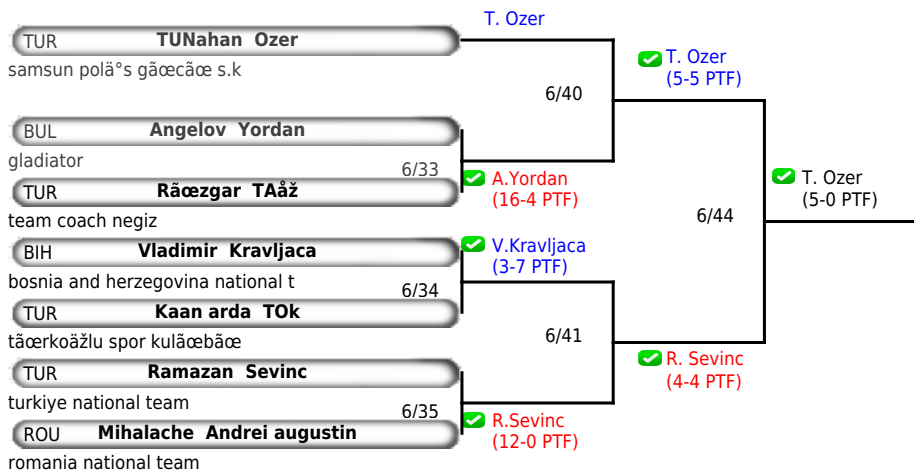 T. Ozer
TUR TUNahan Ozer
samsun polä°s gãœcãœ s.k
T. Ozer
(5-5 PTF)
6/40
BUL Angelov Yordan
gladiator
6/33
TUR Rãœzgar TAåž
A.Yordan
(16-4 PTF)
team coach negiz
T. Ozer
(5-0 PTF)
6/44
BIH Vladimir Kravljaca
V.Kravljaca
(3-7 PTF)
bosnia and herzegovina national t
6/34
TUR Kaan arda TOk
tãœrkoäžlu spor kulãœbãœ
6/41
R. Sevinc
(4-4 PTF)
TUR Ramazan Sevinc
turkiye national team
6/35
ROU Mihalache Andrei augustin
R.Sevinc
(12-0 PTF)
romania national team